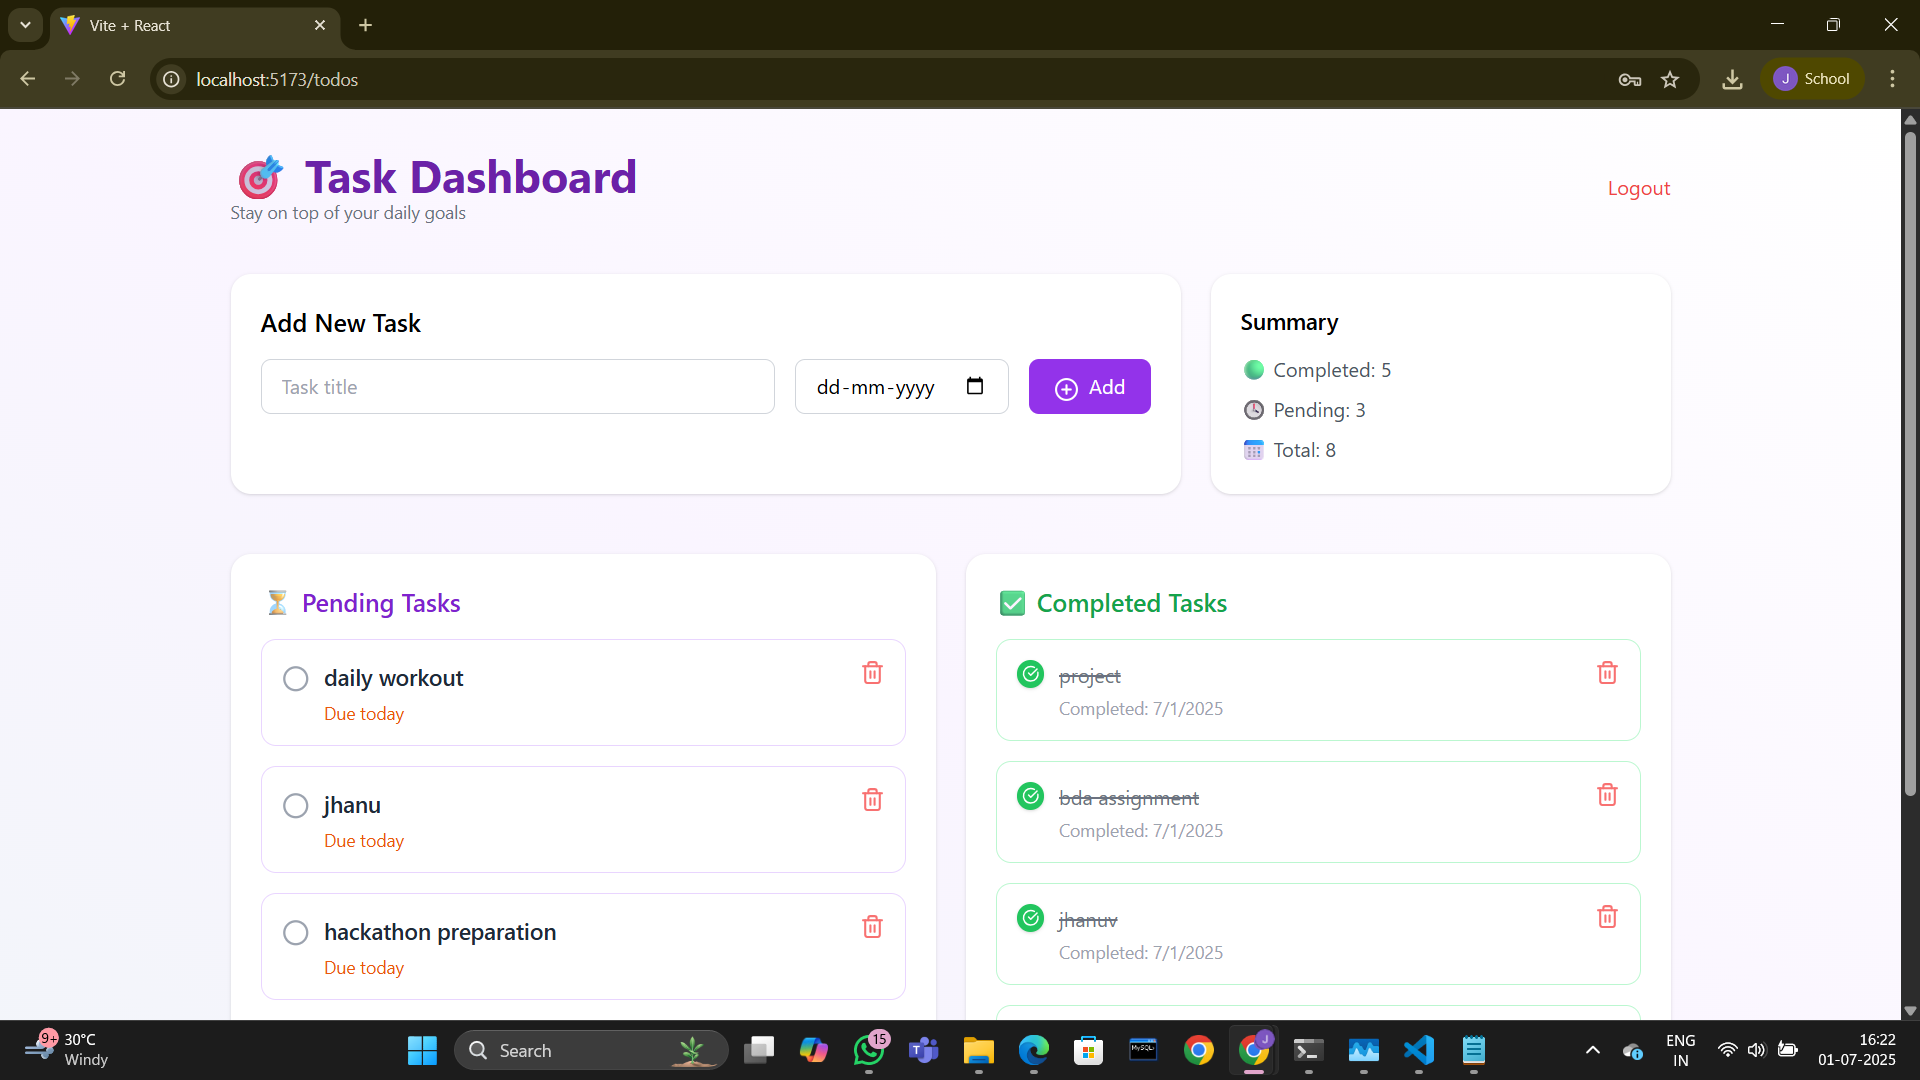 Vite + React
localhost:5173/todos
J School
Task Dashboard
Stay on top of your daily goals
Logout
Add New Task
Task title
dd-mm-yyyy
Add
Summary
Completed: 5
Pending: 3
Total: 8
Pending Tasks
daily workout
Due today
jhanu
Due today
hackathon preparation
Due today
Completed Tasks
project
Completed: 7/1/2025
bda assignment
Completed: 7/1/2025
jhanuv
Completed: 7/1/2025
9+
30°C
Windy
Search
15
T
MySQL
J
ENG
IN
16:22
01-07-2025